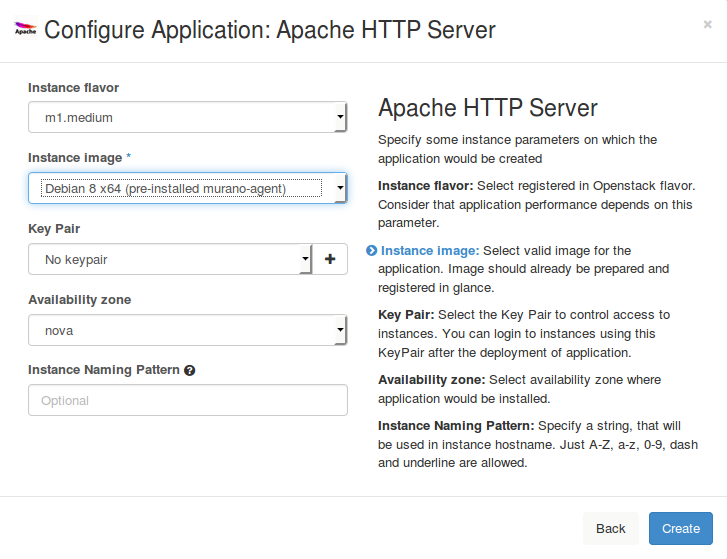 Apache
Configure Application: Apache HTTP Server
×
Instance flavor
m1.medium
Instance image *
Debian 8 x64 (pre-installed murano-agent)
Key Pair
No keypair
Availability zone
nova
Instance Naming Pattern
Optional
Apache HTTP Server
Specify some instance parameters on which the
application would be created
Instance flavor: Select registered in Openstack flavor.
Consider that application performance depends on this
parameter.
Instance image: Select valid image for the
application. Image should already be prepared and
registered in glance.
Key Pair: Select the Key Pair to control access to
instances. You can login to instances using this
KeyPair after the deployment of application.
Availability zone: Select availability zone where
application would be installed.
Instance Naming Pattern: Specify a string, that will
be used in instance hostname. Just A-Z, a-z, 0-9, dash
and underline are allowed.
Back
Create